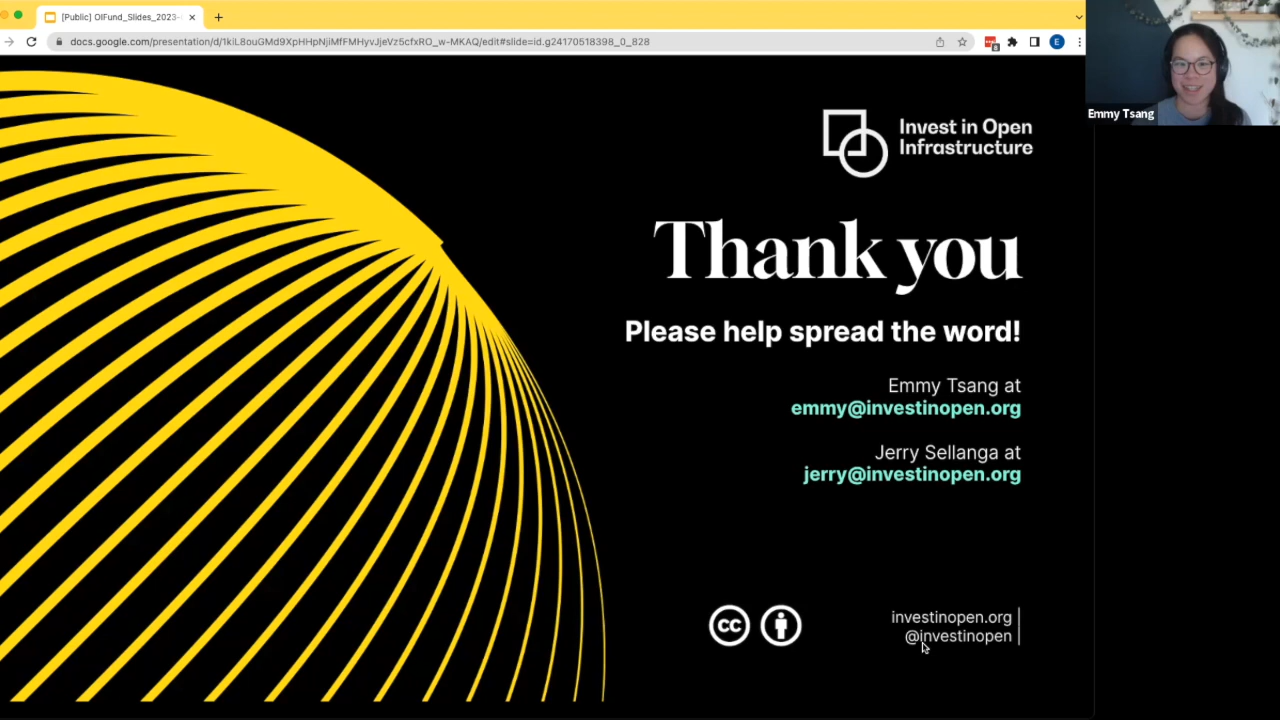 [Public] OIFund_Slides_2023-
docs.google.com/presentation/d/1kiL8ouGMd9XpHHpNjiMfFMHyvJjeVz5cfxRO_w-MKAQ/edit#slide=id.g24170518398_0_828
E
Emmy Tsang
Invest in Open
Infrastructure
Thank you
Please help spread the word!
Emmy Tsang at
emmy@investinopen.org
Jerry Sellanga at
jerry@investinopen.org
cc
investinopen.org
@investinopen